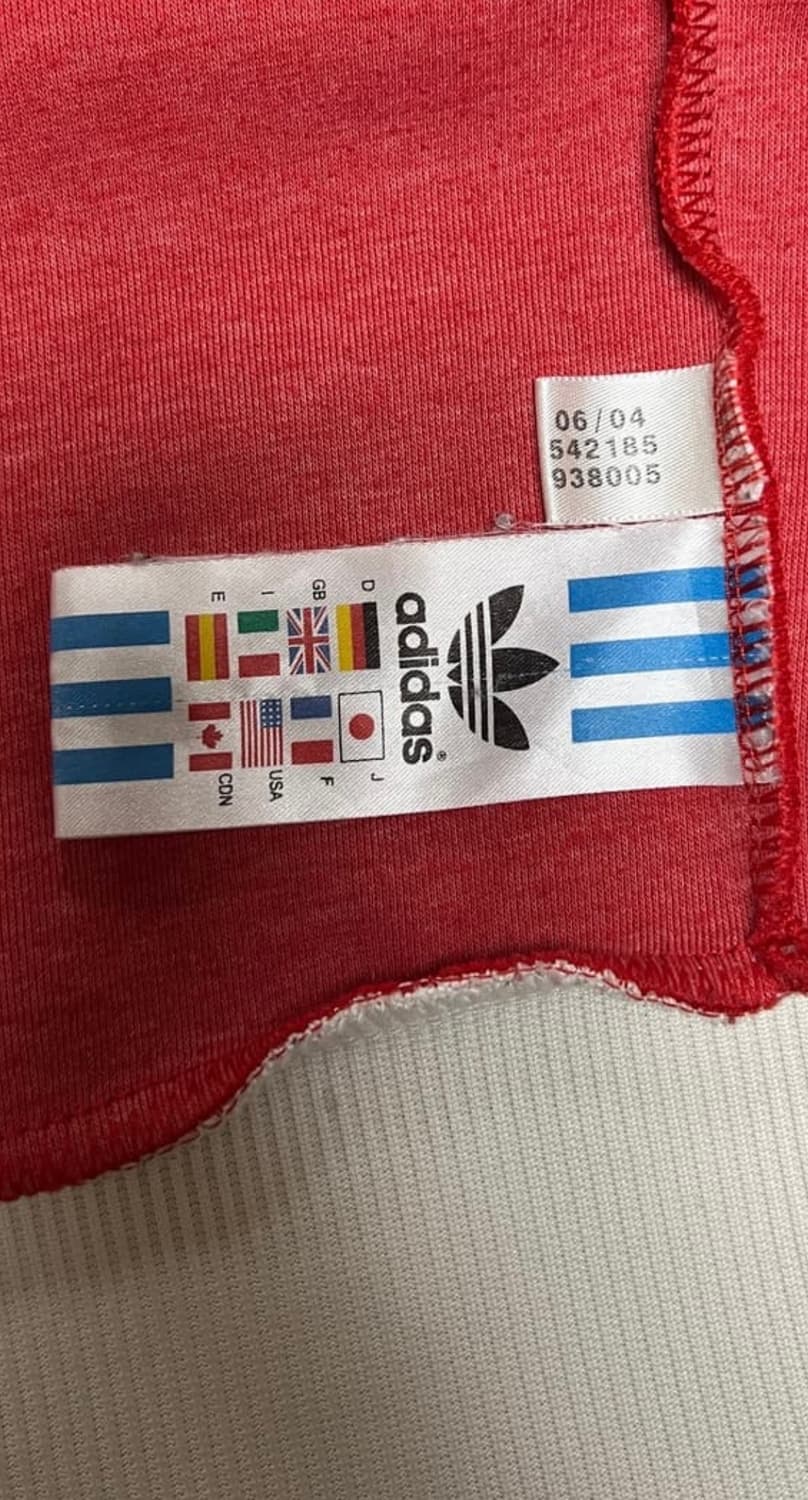 06/04
542185
938005
adidas®
D
J
GB
F
I
USA
E
CDN